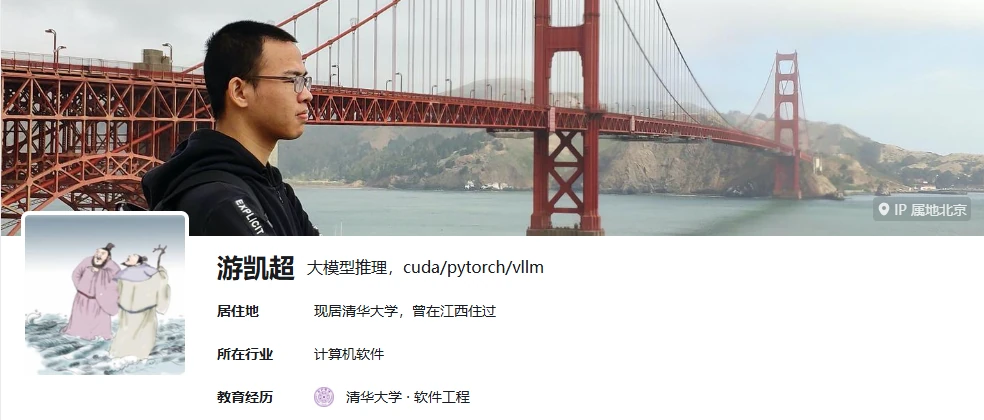 EXPLICIT
IP 属地北京
游凯超 大模型推理，cuda/pytorch/vllm
居住地 现居清华大学，曾在江西住过
所在行业 计算机软件
教育经历 清华大学 · 软件工程